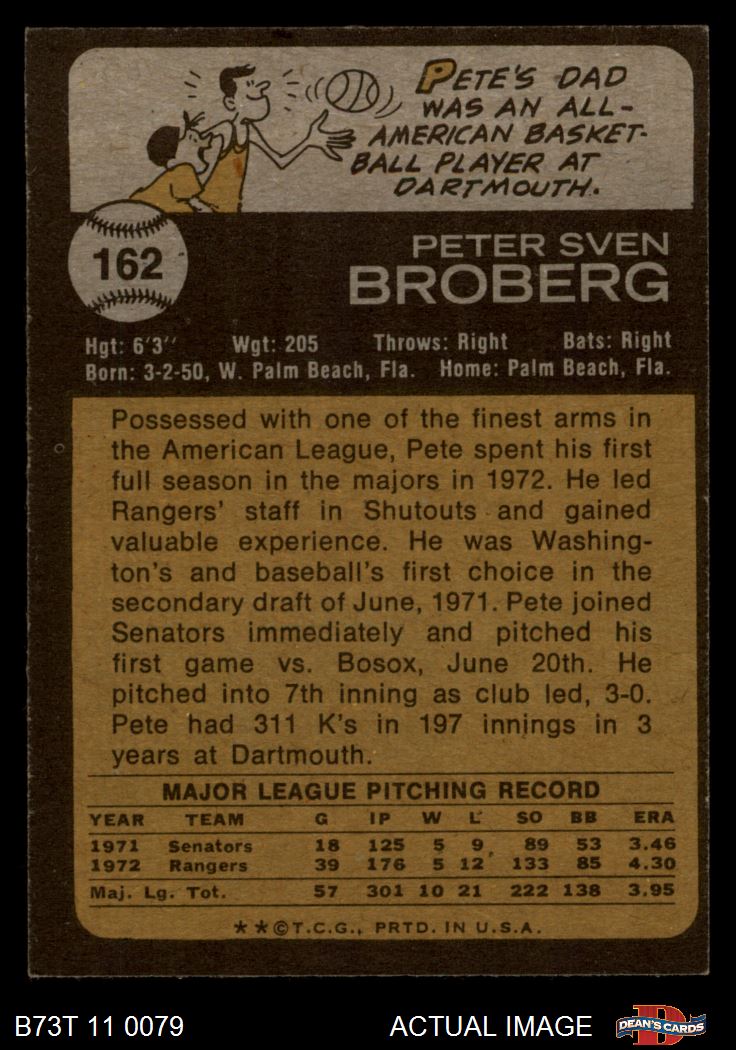 PETE'S DAD
WAS AN ALL-
AMERICAN BASKET-
BALL PLAYER AT
DARTMOUTH.
162
PETER SVEN
BROBERG
Hgt: 6'3'' Wgt: 205 Throws: Right Bats: Right
Born: 3-2-50, W. Palm Beach, Fla. Home: Palm Beach, Fla.
Possessed with one of the finest arms in
the American League, Pete spent his first
full season in the majors in 1972. He led
Rangers' staff in Shutouts and gained
valuable experience. He was Washing-
ton's and baseball's first choice in the
secondary draft of June, 1971. Pete joined
Senators immediately and pitched his
first game vs. Bosox, June 20th. He
pitched into 7th inning as club led, 3-0.
Pete had 311 K's in 197 innings in 3
years at Dartmouth.
MAJOR LEAGUE PITCHING RECORD
YEAR TEAM G IP W L SO BB ERA
1971 Senators 18 125 5 9 89 53 3.46
1972 Rangers 39 176 5 12 133 85 4.30
Maj. Lg. Tot. 57 301 10 21 222 138 3.95
**©T.C.G., PRTD. IN U.S.A.
B73T 11 0079 ACTUAL IMAGE D DEAN'S CARDS